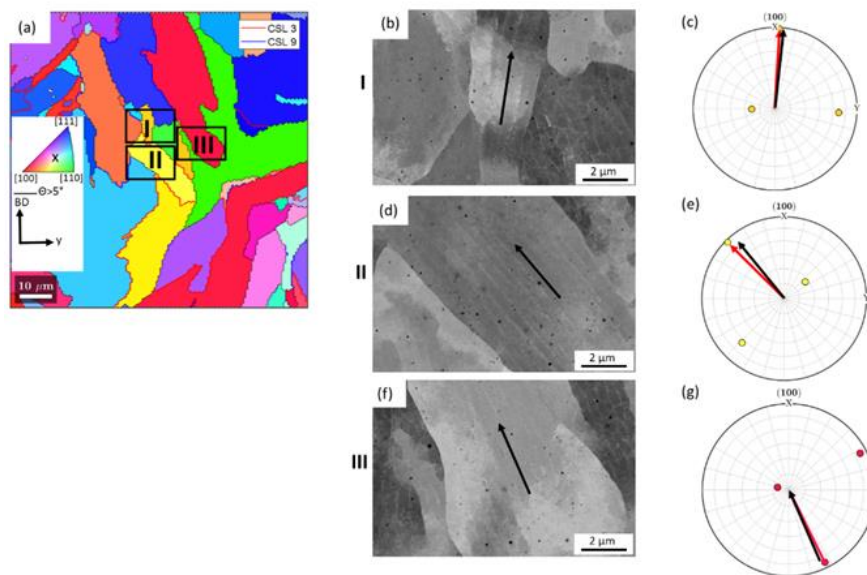 (a)
CSL 3
CSL 9
I
II
III
[111]
X
[100]
[110]
Θ>5°
BD
y
10 μm
I
(b)
2 μm
(c)
(100)
X
Y
II
(d)
2 μm
(e)
(100)
X
III
(f)
2 μm
(g)
(100)
X